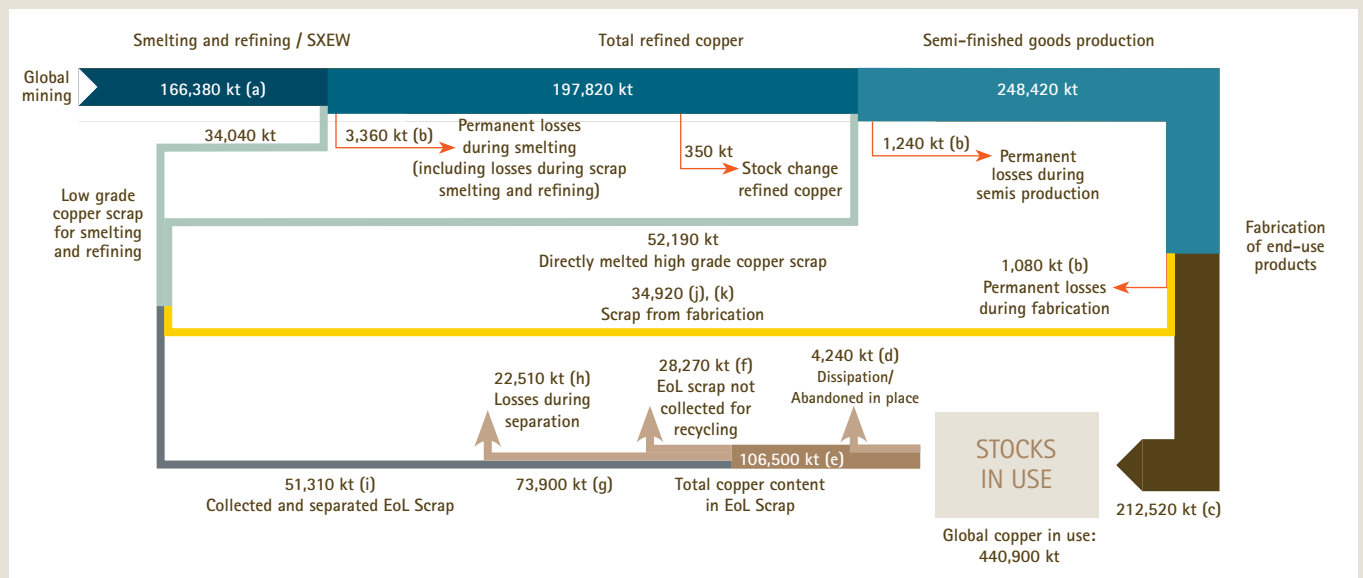 Smelting and refining / SXEW
Total refined copper
Semi-finished goods production
Global
mining
166,380 kt (a)
197,820 kt
248,420 kt
34,040 kt
3,360 kt (b)
Permanent losses
during smelting
(including losses during scrap
smelting and refining)
350 kt
Stock change
refined copper
1,240 kt (b)
Permanent
losses during
semis production
Low grade
copper scrap
for smelting
and refining
52,190 kt
Directly melted high grade copper scrap
Fabrication
of end-use
products
1,080 kt (b)
Permanent losses
during fabrication
34,920 (j), (k)
Scrap from fabrication
22,510 kt (h)
Losses during
separation
28,270 kt (f)
EoL scrap not
collected for
recycling
4,240 kt (d)
Dissipation/
Abandoned in place
106,500 kt (e)
STOCKS
IN USE
51,310 kt (i)
Collected and separated EoL Scrap
73,900 kt (g)
Total copper content
in EoL Scrap
212,520 kt (c)
Global copper in use:
440,900 kt